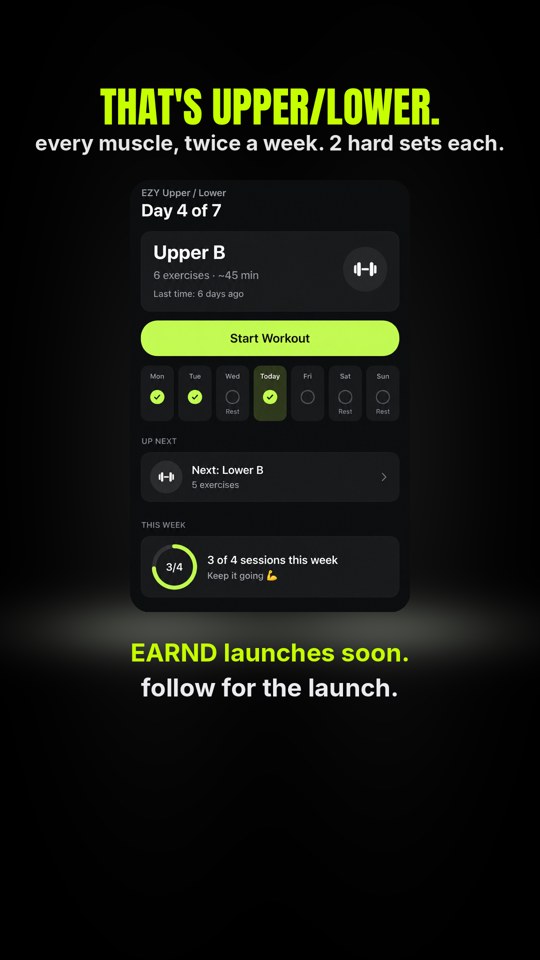 THAT'S UPPER/LOWER.
every muscle, twice a week. 2 hard sets each.
EZY Upper / Lower
Day 4 of 7
Upper B
6 exercises · ~45 min
Last time: 6 days ago
Start Workout
Mon Tue Wed Today Fri Sat Sun
Rest Rest Rest
UP NEXT
Next: Lower B
5 exercises
THIS WEEK
3/4
3 of 4 sessions this week
Keep it going 💪
EARND launches soon.
follow for the launch.